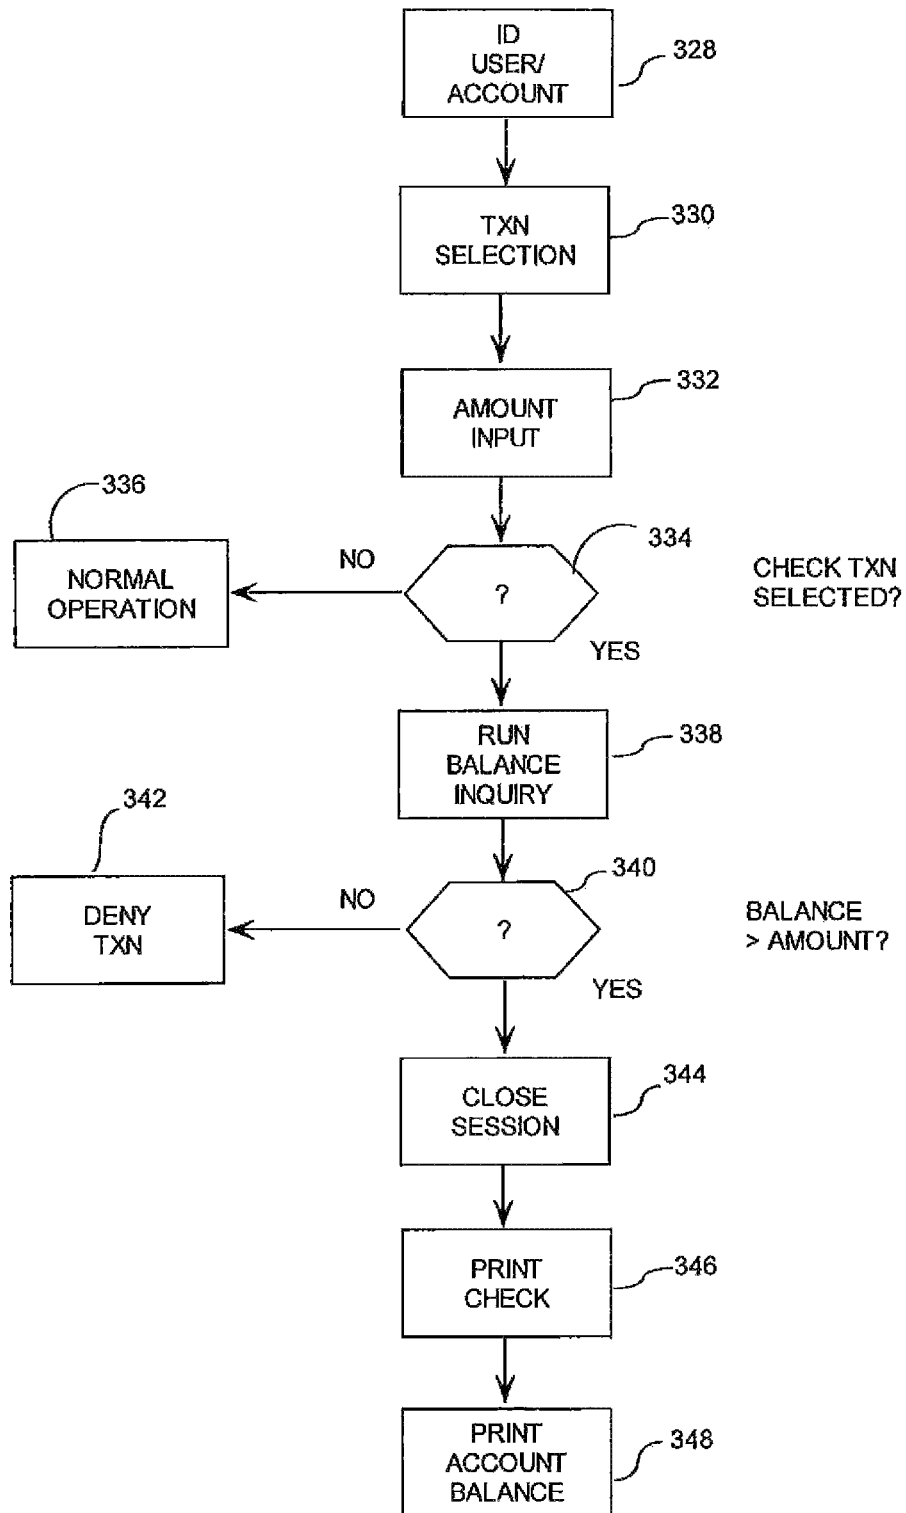 ID
USER/
ACCOUNT
328
TXN
SELECTION
330
AMOUNT
INPUT
332
336
NORMAL
OPERATION
NO
?
334
CHECK TXN
SELECTED?
YES
RUN
BALANCE
INQUIRY
338
342
DENY
TXN
NO
?
340
BALANCE
> AMOUNT?
YES
CLOSE
SESSION
344
PRINT
CHECK
346
PRINT
ACCOUNT
BALANCE
348